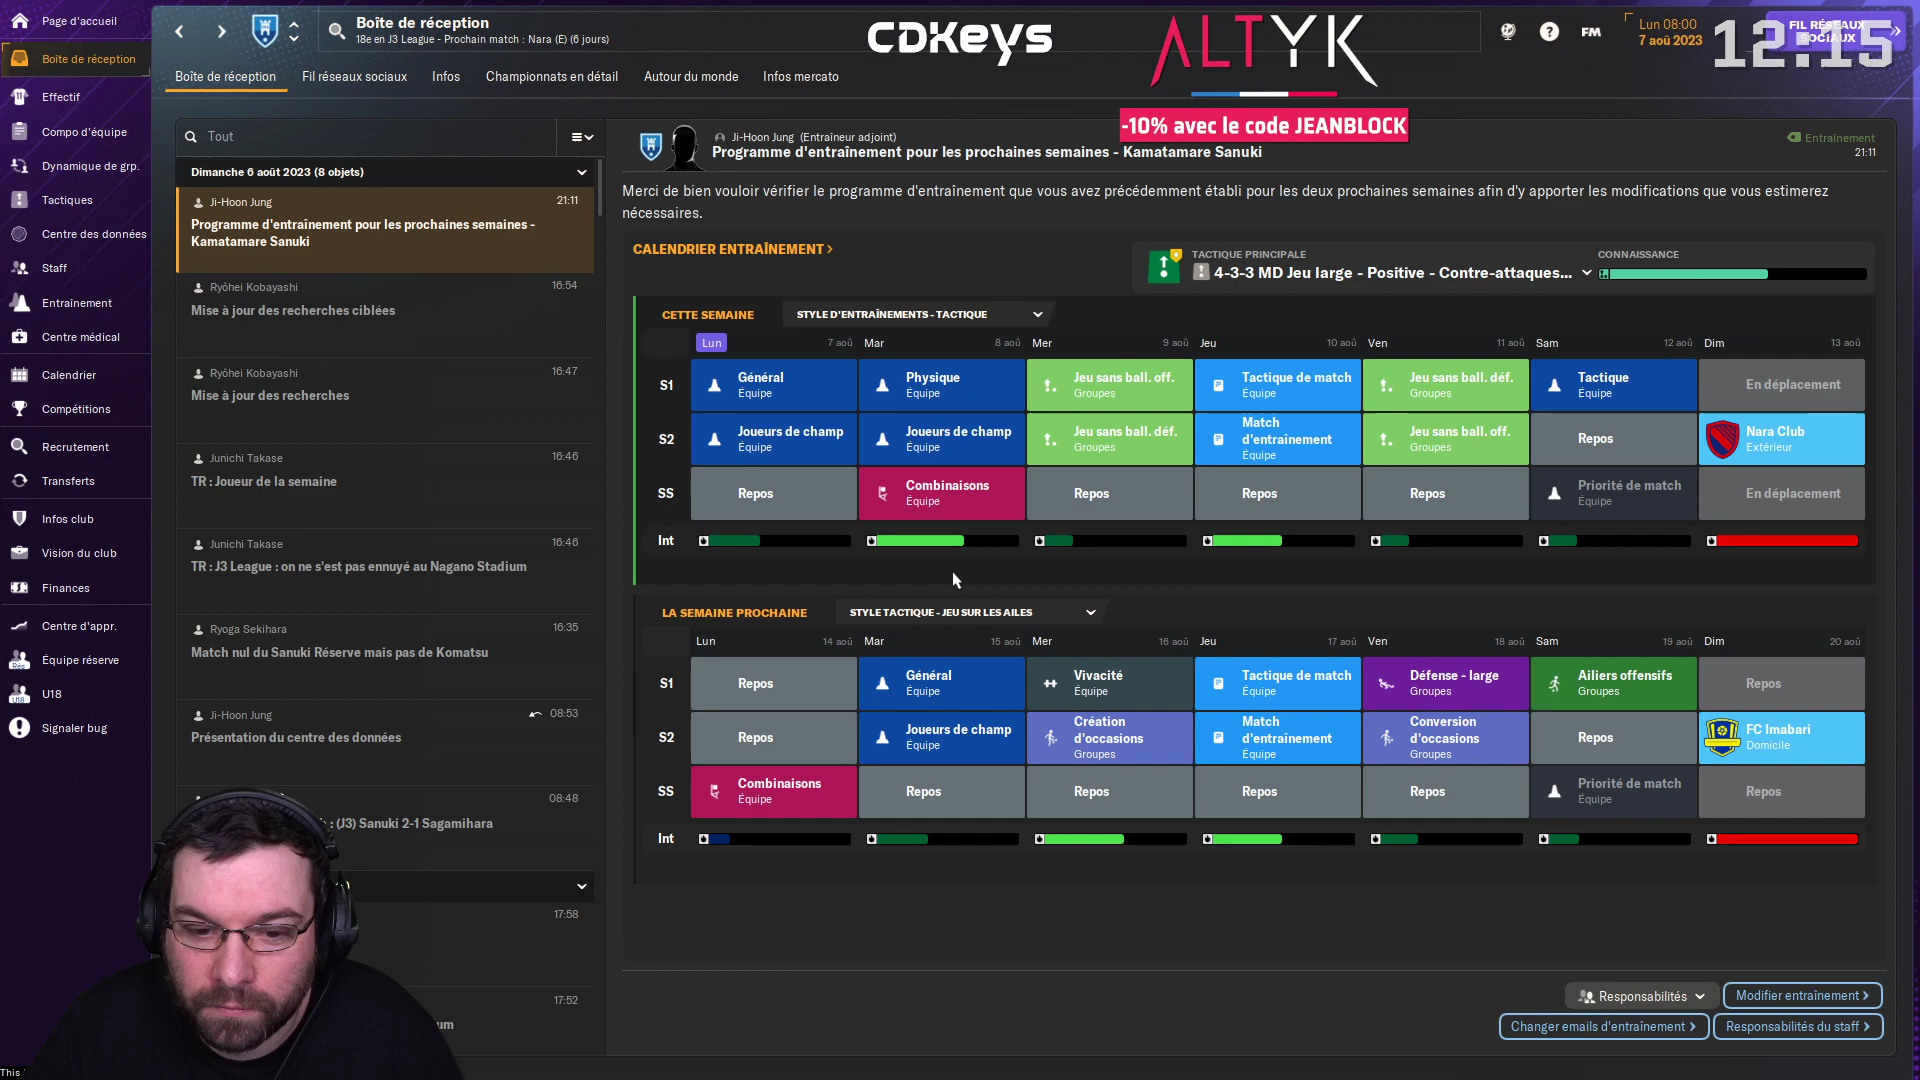 Page d'accueil
Boîte de réception
Effectif
Compo d'équipe
Dynamique de grp.
Tactiques
Centre des données
Staff
Entraînement
Centre médical
Calendrier
Compétitions
Recrutement
Transferts
Infos club
Vision du club
Finances
Centre d'appr.
Équipe réserve
U18
Signaler bug
Boîte de réception
18e en J3 League - Prochain match : Nara (E) (6 jours)
CDKeys
ALTYK
-10% avec le code JEANBLOCK
FM
Lun 08:00
7 août 2023
FIL RÉSEAUX
SOCIAUX
12:15
Boîte de réception
Fil réseaux sociaux
Infos
Championnats en détail
Autour du monde
Infos mercato
Tout
Dimanche 6 août 2023 (8 objets)
Ji-Hoon Jung 21:11
Programme d'entraînement pour les prochaines semaines -
Kamatamare Sanuki
Ryōhei Kobayashi 16:54
Mise à jour des recherches ciblées
Ryōhei Kobayashi 16:47
Mise à jour des recherches
Junichi Takase 16:46
TR : Joueur de la semaine
Junichi Takase 16:46
TR : J3 League : on ne s'est pas ennuyé au Nagano Stadium
Ryoga Sekihara 16:35
Match nul du Sanuki Réserve mais pas de Komatsu
Ji-Hoon Jung 08:53
Présentation du centre des données
08:48
: (J3) Sanuki 2-1 Sagamihara
17:58
17:52
um
This
Ji-Hoon Jung (Entraîneur adjoint)
Programme d'entraînement pour les prochaines semaines - Kamatamare Sanuki
Entraînement
21:11
Merci de bien vouloir vérifier le programme d'entraînement que vous avez précédemment établi pour les deux prochaines semaines afin d'y apporter les modifications que vous estimerez
nécessaires.
CALENDRIER ENTRAÎNEMENT >
TACTIQUE PRINCIPALE
4-3-3 MD Jeu large - Positive - Contre-attaques...
CONNAISSANCE
CETTE SEMAINE
STYLE D'ENTRAÎNEMENTS - TACTIQUE
Lun 7 aoû Mar 8 aoû Mer 9 aoû Jeu 10 aoû Ven 11 aoû Sam 12 aoû Dim 13 aoû
S1
Général
Équipe
Physique
Équipe
Jeu sans ball. off.
Groupes
Tactique de match
Équipe
Jeu sans ball. déf.
Groupes
Tactique
Équipe
En déplacement
S2
Joueurs de champ
Équipe
Joueurs de champ
Équipe
Jeu sans ball. déf.
Groupes
Match
d'entraînement
Équipe
Jeu sans ball. off.
Groupes
Repos
Nara Club
Extérieur
SS
Repos
Combinaisons
Équipe
Repos
Repos
Repos
Priorité de match
Équipe
En déplacement
Int
LA SEMAINE PROCHAINE
STYLE TACTIQUE - JEU SUR LES AILES
Lun 14 aoû Mar 15 aoû Mer 16 aoû Jeu 17 aoû Ven 18 aoû Sam 19 aoû Dim 20 aoû
S1
Repos
Général
Équipe
Vivacité
Équipe
Tactique de match
Équipe
Défense - large
Groupes
Ailiers offensifs
Groupes
Repos
S2
Repos
Joueurs de champ
Équipe
Création
d'occasions
Groupes
Match
d'entraînement
Équipe
Conversion
d'occasions
Groupes
Repos
FC Imabari
Domicile
SS
Combinaisons
Équipe
Repos
Repos
Repos
Repos
Priorité de match
Équipe
Repos
Int
Responsabilités
Modifier entraînement >
Changer emails d'entraînement >
Responsabilités du staff >